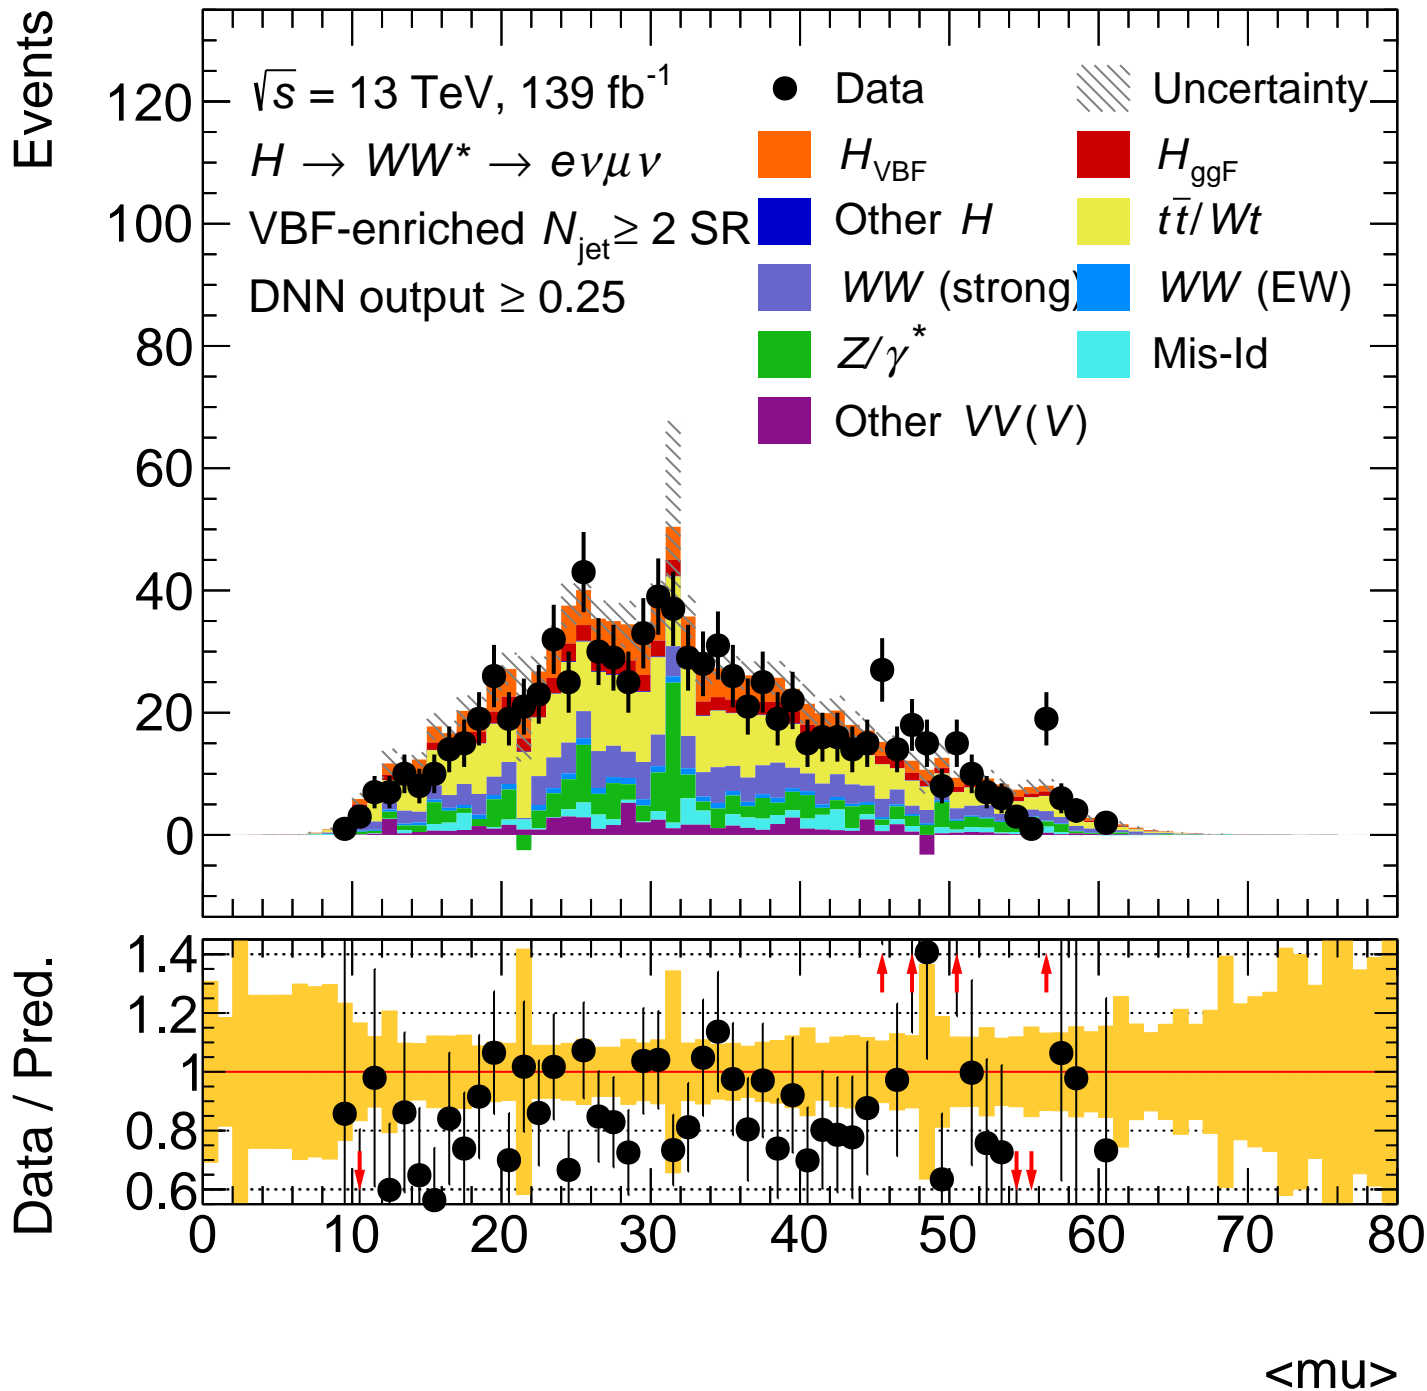 Events
120
100
80
60
40
20
0
√s = 13 TeV, 139 fb⁻¹
H → WW* → eνμν
VBF-enriched N_jet ≥ 2 SR
DNN output ≥ 0.25
Data
Uncertainty
H_VBF
H_ggF
Other H
tt̄/Wt
WW (strong)
WW (EW)
Z/γ*
Mis-Id
Other VV(V)
Data / Pred.
1.4
1.2
1
0.8
0.6
0 10 20 30 40 50 60 70 80
<mu>